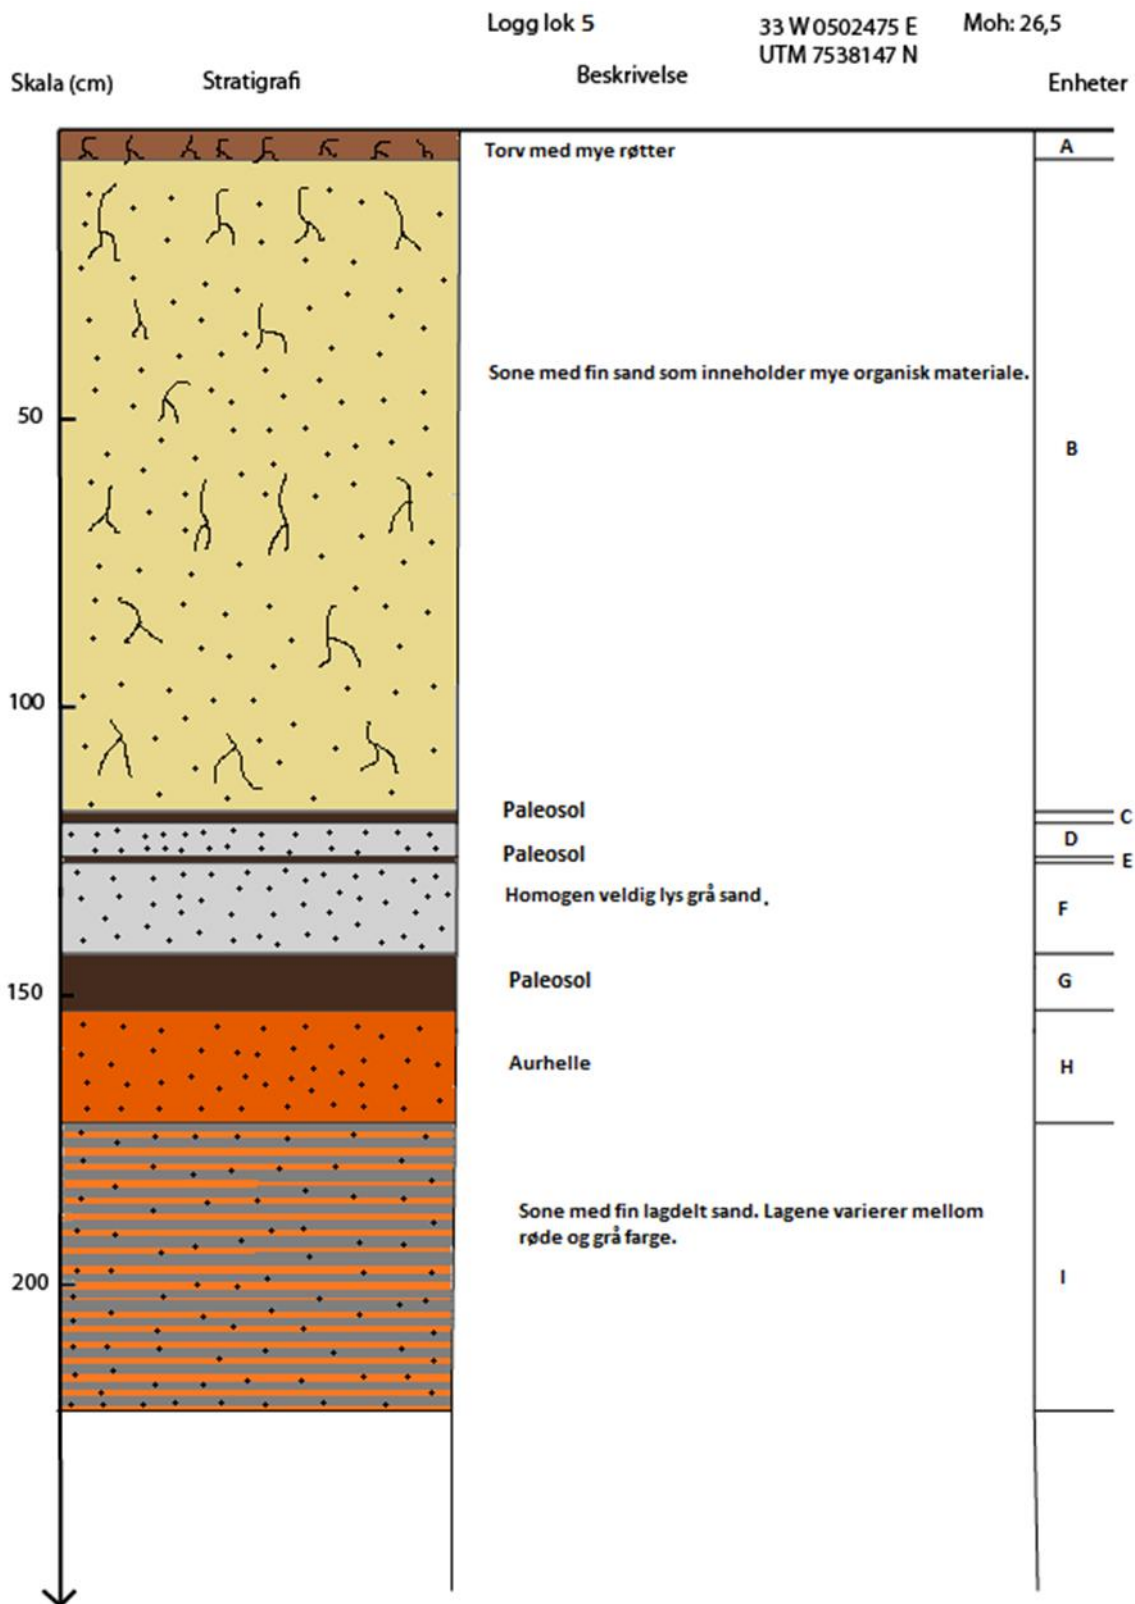 Logg lok 5
33 W 0502475 E
Moh: 26,5
UTM 7538147 N
Skala (cm)
Stratigrafi
Beskrivelse
Enheter
Torv med mye røtter
A
Sone med fin sand som inneholder mye organisk materiale.
50
B
100
Paleosol
C
D
Paleosol
E
Homogen veldig lys grå sand.
F
Paleosol
G
150
Aurhelle
H
Sone med fin lagdelt sand. Lagene varierer mellom
røde og grå farge.
200
I